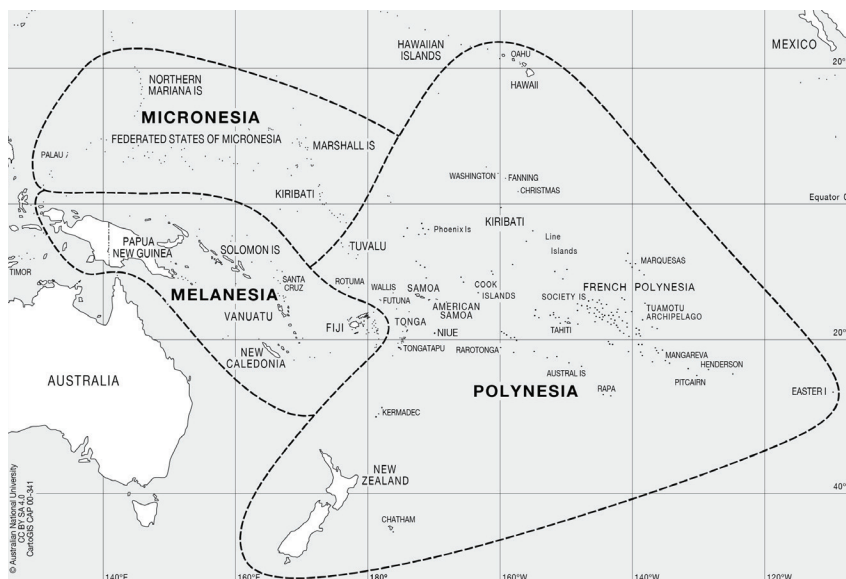 HAWAIIAN
ISLANDS
OAHU
HAWAII
MEXICO
20°
NORTHERN
MARIANA IS
MICRONESIA
FEDERATED STATES OF MICRONESIA
MARSHALL IS
PALAU
KIRIBATI
WASHINGTON
FANNING
CHRISTMAS
Equator 0
KIRIBATI
Phoenix Is
Line
Islands
PAPUA
NEW GUINEA
SOLOMON IS
TUVALU
MARQUESAS
TIMOR
SANTA
CRUZ
ROTUMA
WALLIS
FUTUNA
SAMOA
AMERICAN
SAMOA
COOK
ISLANDS
FRENCH POLYNESIA
SOCIETY IS
TUAMOTU
ARCHIPELAGO
MELANESIA
VANUATU
FIJI
TONGA
NIUE
TAHITI
TONGATAPU
RAROTONGA
20°
NEW
CALEDONIA
MANGAREVA
HENDERSON
PITCAIRN
AUSTRALIA
AUSTRAL IS
RAPA
POLYNESIA
EASTER I
KERMADEC
NEW
ZEALAND
40°
CHATHAM
© Australian National University
CC BY SA 4.0
CartoGIS CAP 00-341
140°E
160°E
180°
160°W
140°W
120°W